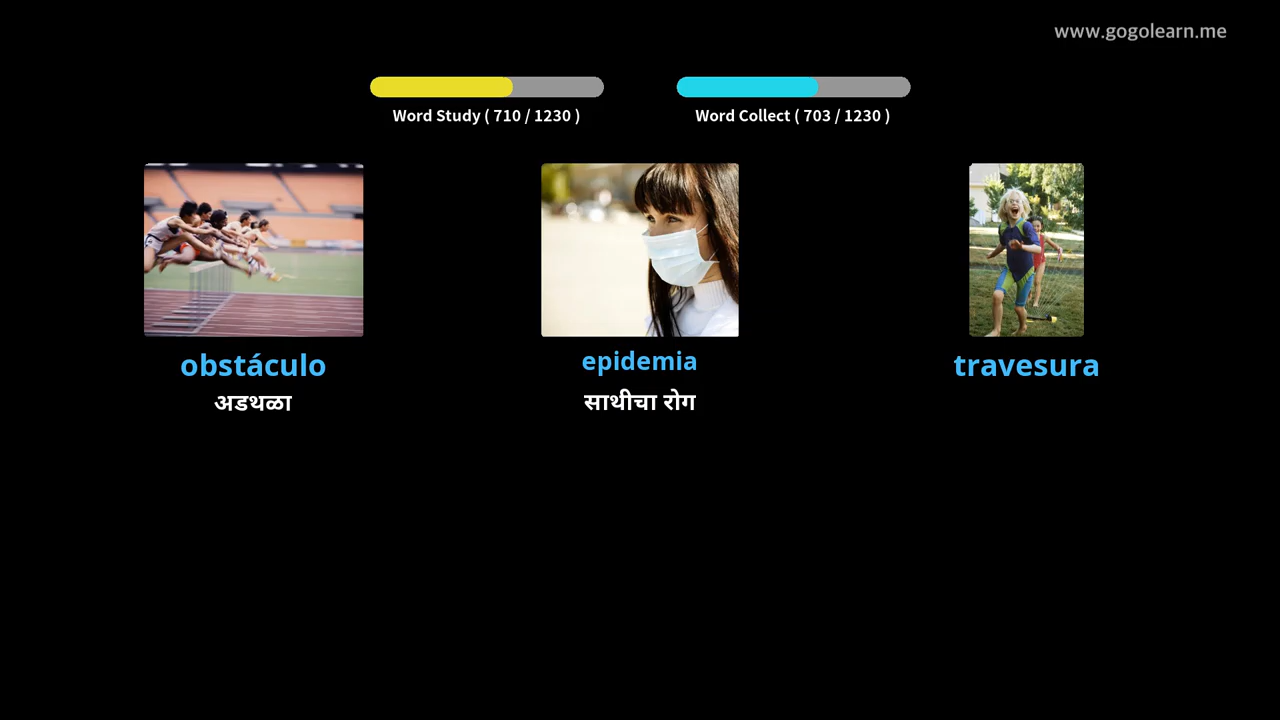 www.gogolearn.me
Word Study ( 710 / 1230 )
Word Collect ( 703 / 1230 )
obstáculo
epidemia
travesura
अडथळा
साथीचा रोग